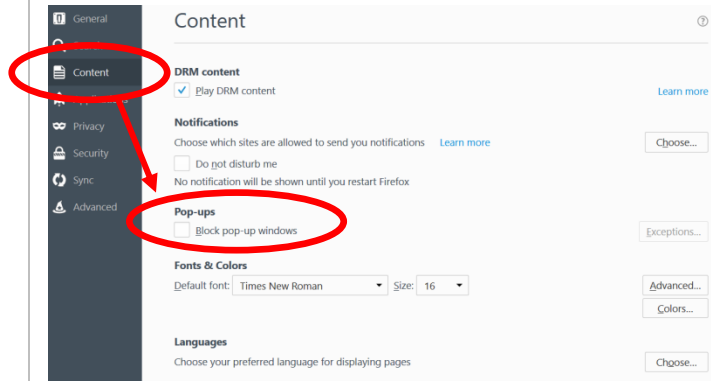 General
Content
Content
Privacy
Security
Sync
Advanced
DRM content
Play DRM content
Learn more
Notifications
Choose which sites are allowed to send you notifications Learn more
Choose...
Do not disturb me
No notification will be shown until you restart Firefox
Pop-ups
Block pop-up windows
Exceptions...
Fonts & Colors
Default font: Times New Roman Size: 16
Advanced...
Colors...
Languages
Choose your preferred language for displaying pages
Choose...